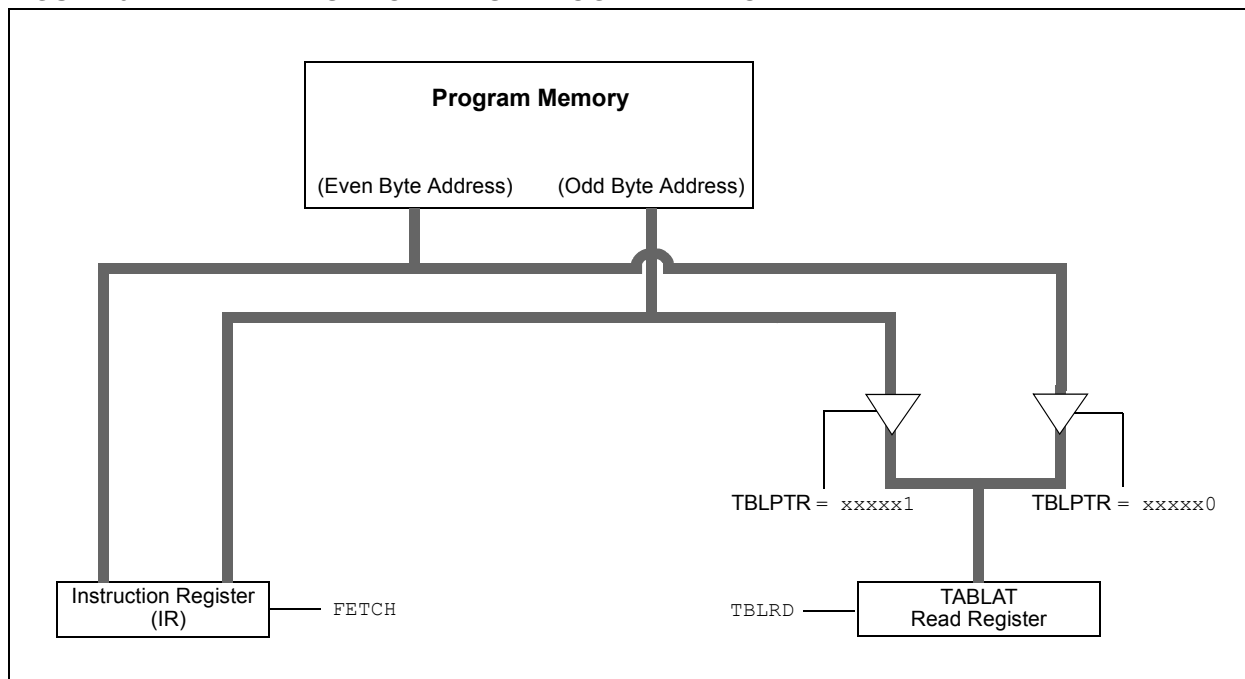 Program Memory
(Even Byte Address) (Odd Byte Address)
TBLPTR = xxxxx1
TBLPTR = xxxxx0
Instruction Register
(IR)
FETCH
TBLRD
TABLAT
Read Register